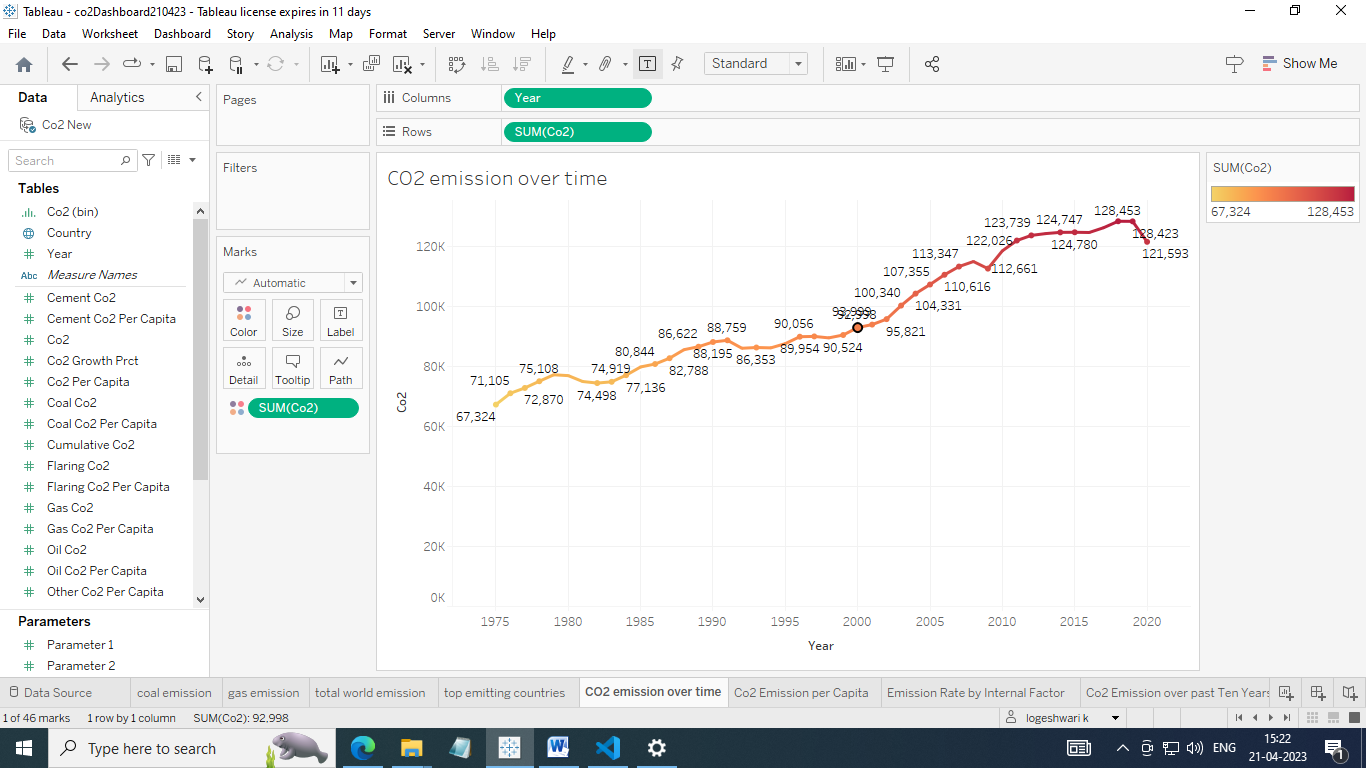 Tableau - co2Dashboard210423 - Tableau license expires in 11 days
File Data Worksheet Dashboard Story Analysis Map Format Server Window Help
Standard
Show Me
Data Analytics
Co2 New
Search
Tables
Co2 (bin)
Country
Year
Abc Measure Names
Cement Co2
Cement Co2 Per Capita
Co2
Co2 Growth Prct
Co2 Per Capita
Coal Co2
Coal Co2 Per Capita
Cumulative Co2
Flaring Co2
Flaring Co2 Per Capita
Gas Co2
Gas Co2 Per Capita
Oil Co2
Oil Co2 Per Capita
Other Co2 Per Capita
Parameters
Parameter 1
Parameter 2
Pages
Filters
Marks
Automatic
Color Size Label
Detail Tooltip Path
SUM(Co2)
Columns Year
Rows SUM(Co2)
CO2 emission over time
120K
100K
80K
60K
40K
20K
0K
Co2
67,324
71,105
72,870
75,108
74,498
74,919
77,136
80,844
82,788
86,622
88,195
88,759
86,353
90,056
89,954
90,524
92,998
95,821
100,340
104,331
107,355
110,616
113,347
112,661
122,026
123,739
124,747
124,780
128,453
128,423
121,593
1975 1980 1985 1990 1995 2000 2005 2010 2015 2020
Year
SUM(Co2)
67,324 128,453
Data Source coal emission gas emission total world emission top emitting countries CO2 emission over time Co2 Emission per Capita Emission Rate by Internal Factor Co2 Emission over past Ten Years
1 of 46 marks 1 row by 1 column SUM(Co2): 92,998 logeshwari k
Type here to search
ENG
15:22
21-04-2023
1